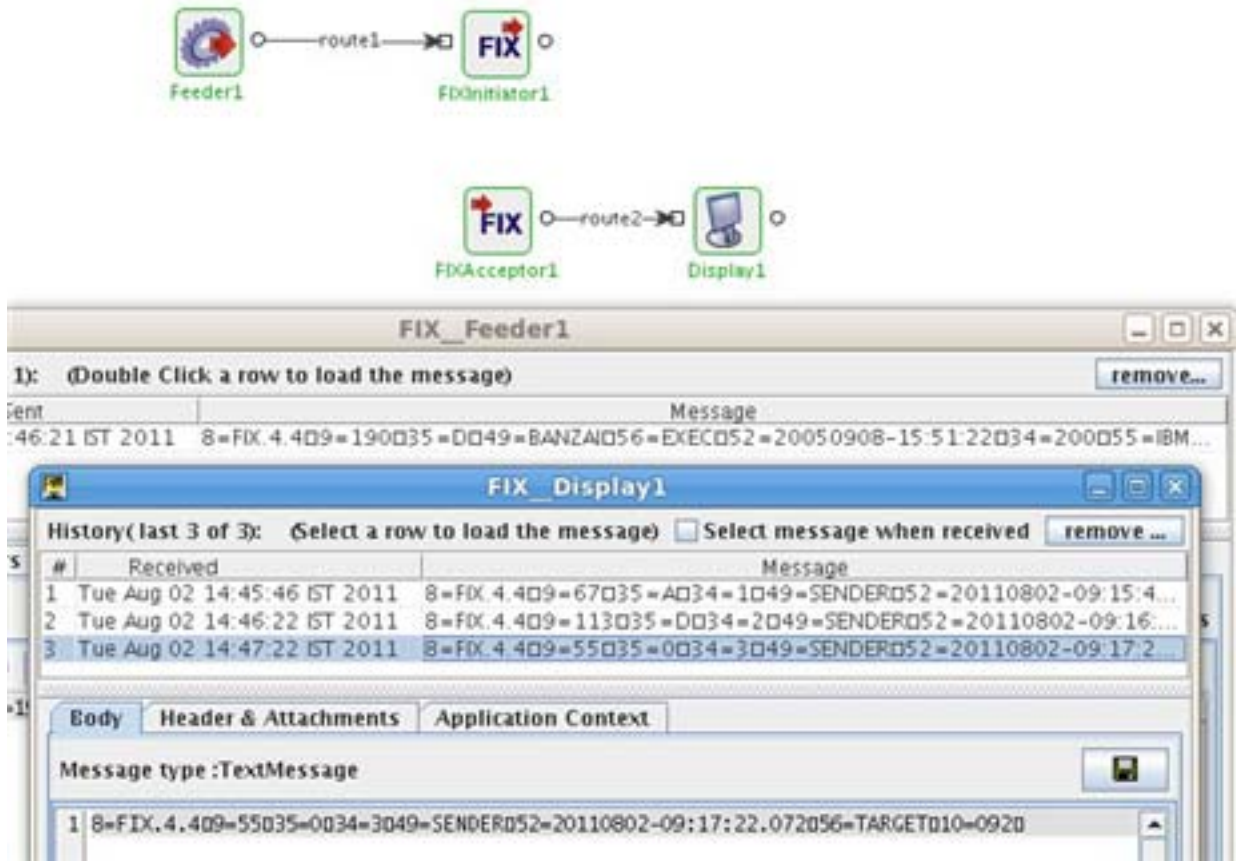 route1
FIX
Feeder1
FIXInitiator1
FIX
route2
FIXAcceptor1
Display1
FIX__Feeder1
1): (Double Click a row to load the message)
remove...
Sent
Message
:46:21 IST 2011 8=FIX.4.4□9=190□35=D□49=BANZAI□56=EXEC□52=20050908-15:51:22□34=200□55=IBM...
FIX__Display1
History( last 3 of 3): (Select a row to load the message) Select message when received remove ...
# Received Message
1 Tue Aug 02 14:45:46 IST 2011 8=FIX.4.4□9=67□35=A□34=1□49=SENDER□52=20110802-09:15:4...
2 Tue Aug 02 14:46:22 IST 2011 8=FIX.4.4□9=113□35=D□34=2□49=SENDER□52=20110802-09:16:...
3 Tue Aug 02 14:47:22 IST 2011 8=FIX.4.4□9=55□35=0□34=3□49=SENDER□52=20110802-09:17:2...
Body Header & Attachments Application Context
Message type :TextMessage
1 8=FIX.4.4□9=55□35=0□34=3□49=SENDER□52=20110802-09:17:22.072□56=TARGET□10=092□